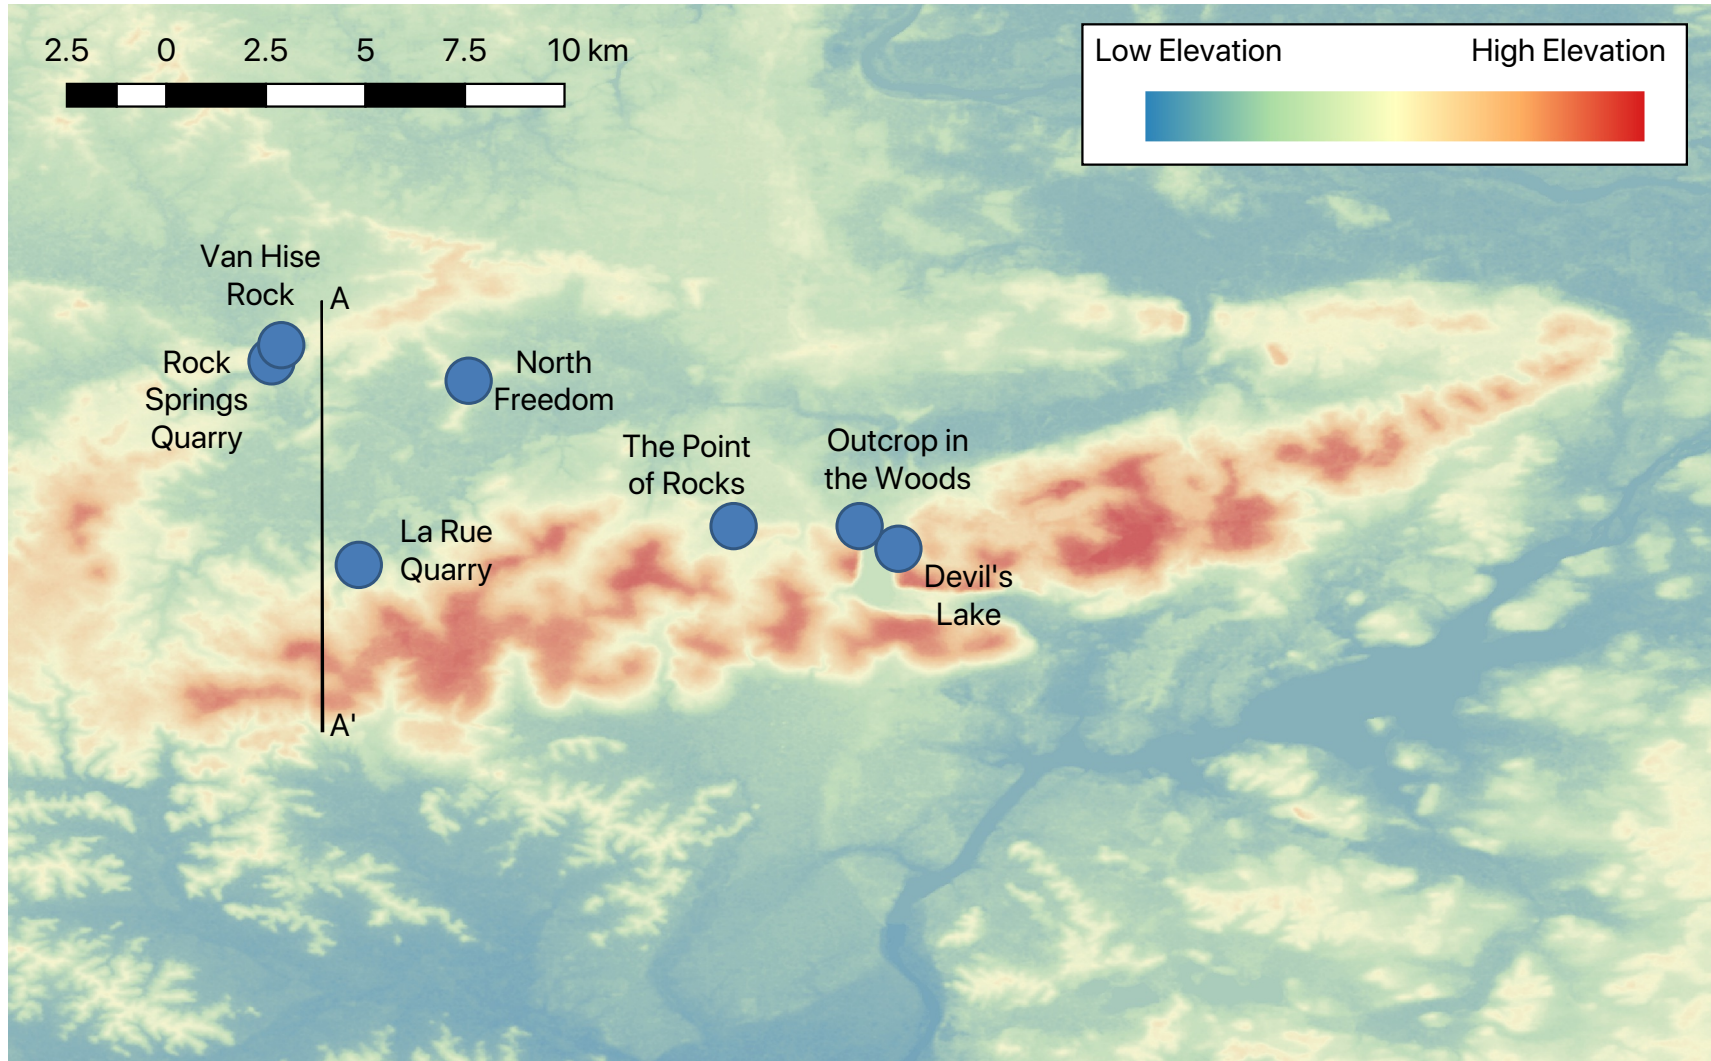 2.5 0 2.5 5 7.5 10 km
Low Elevation High Elevation
Van Hise
Rock
A
Rock
Springs
Quarry
North
Freedom
The Point
of Rocks
Outcrop in
the Woods
La Rue
Quarry
Devil's
Lake
A'